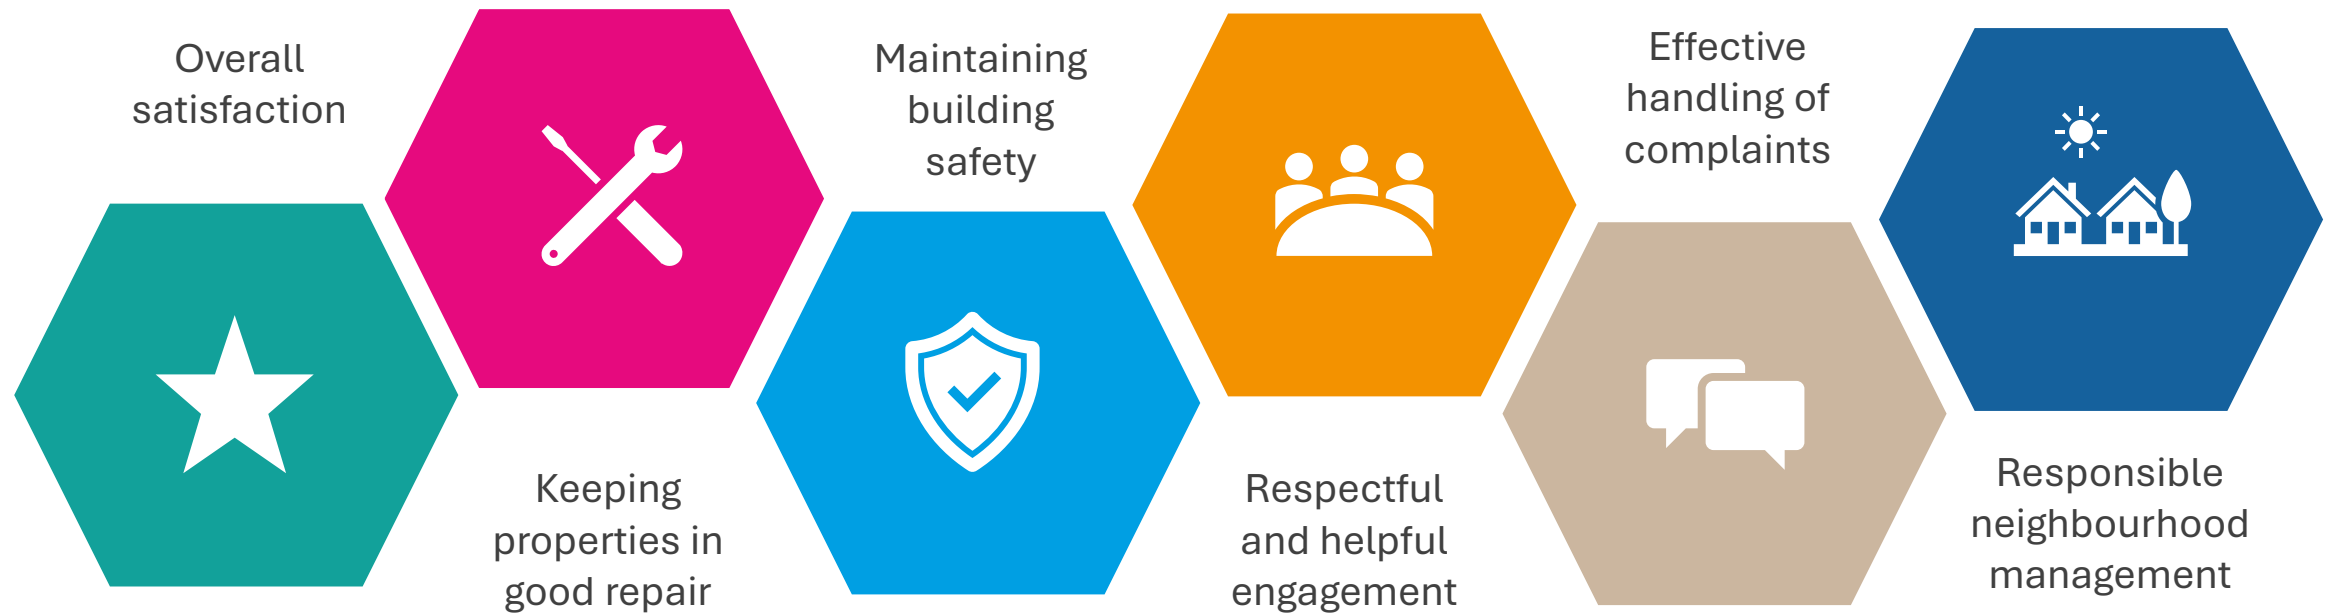 Overall
satisfaction
Keeping
properties in
good repair
Maintaining
building
safety
Respectful
and helpful
engagement
Effective
handling of
complaints
Responsible
neighbourhood
management